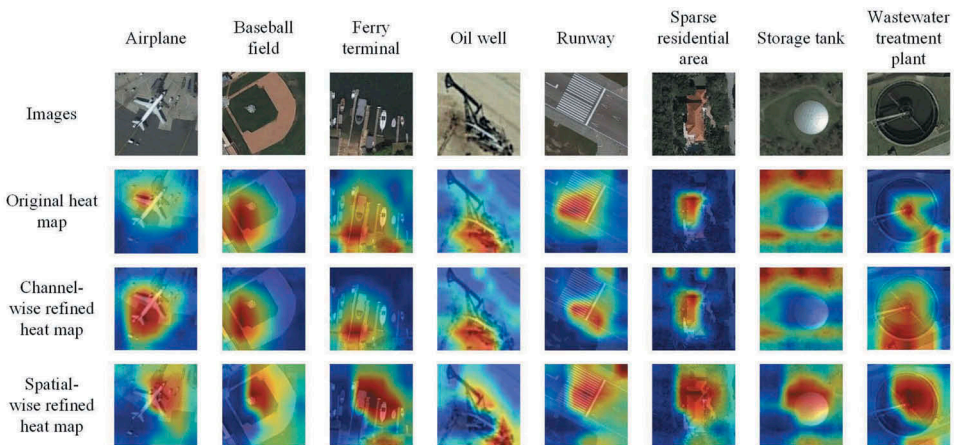 Airplane
Baseball
field
Ferry
terminal
Oil well
Runway
Sparse
residential
area
Storage tank
Wastewater
treatment
plant
Images
Original heat
map
Channel-
wise refined
heat map
Spatial-
wise refined
heat map